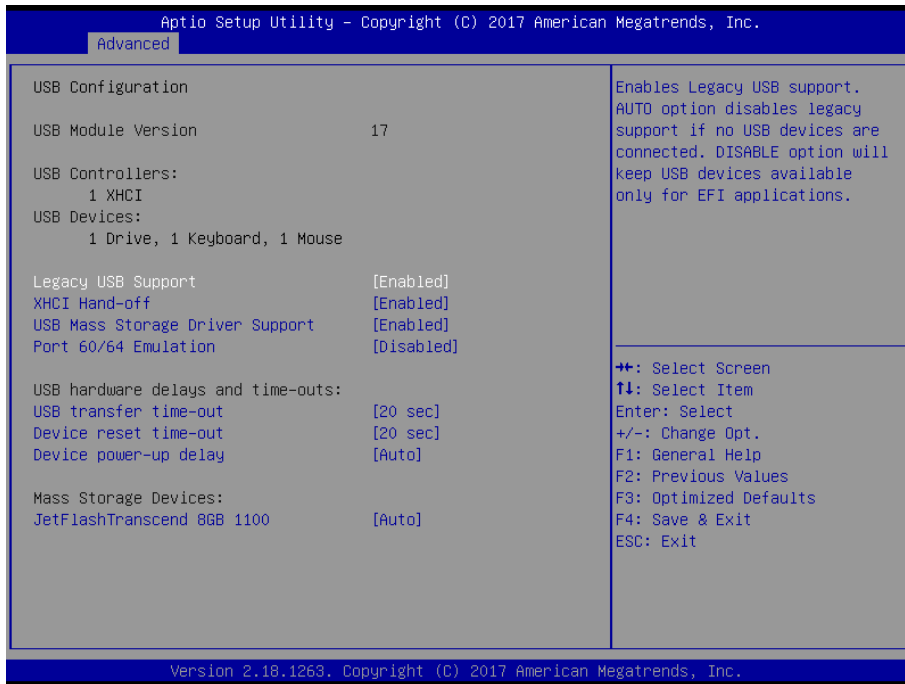 Aptio Setup Utility – Copyright (C) 2017 American Megatrends, Inc.
Advanced
USB Configuration
USB Module Version 17
USB Controllers:
1 XHCI
USB Devices:
1 Drive, 1 Keyboard, 1 Mouse
Legacy USB Support [Enabled]
XHCI Hand-off [Enabled]
USB Mass Storage Driver Support [Enabled]
Port 60/64 Emulation [Disabled]
USB hardware delays and time-outs:
USB transfer time-out [20 sec]
Device reset time-out [20 sec]
Device power-up delay [Auto]
Mass Storage Devices:
JetFlashTranscend 8GB 1100 [Auto]
Enables Legacy USB support.
AUTO option disables legacy
support if no USB devices are
connected. DISABLE option will
keep USB devices available
only for EFI applications.
→←: Select Screen
↑↓: Select Item
Enter: Select
+/-: Change Opt.
F1: General Help
F2: Previous Values
F3: Optimized Defaults
F4: Save & Exit
ESC: Exit
Version 2.18.1263. Copyright (C) 2017 American Megatrends, Inc.